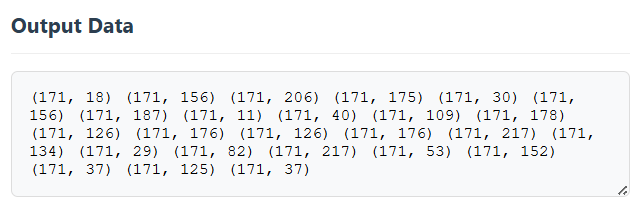 Output Data
(171, 18) (171, 156) (171, 206) (171, 175) (171, 30) (171,
156) (171, 187) (171, 11) (171, 40) (171, 109) (171, 178)
(171, 126) (171, 176) (171, 126) (171, 176) (171, 217) (171,
134) (171, 29) (171, 82) (171, 217) (171, 53) (171, 152)
(171, 37) (171, 125) (171, 37)